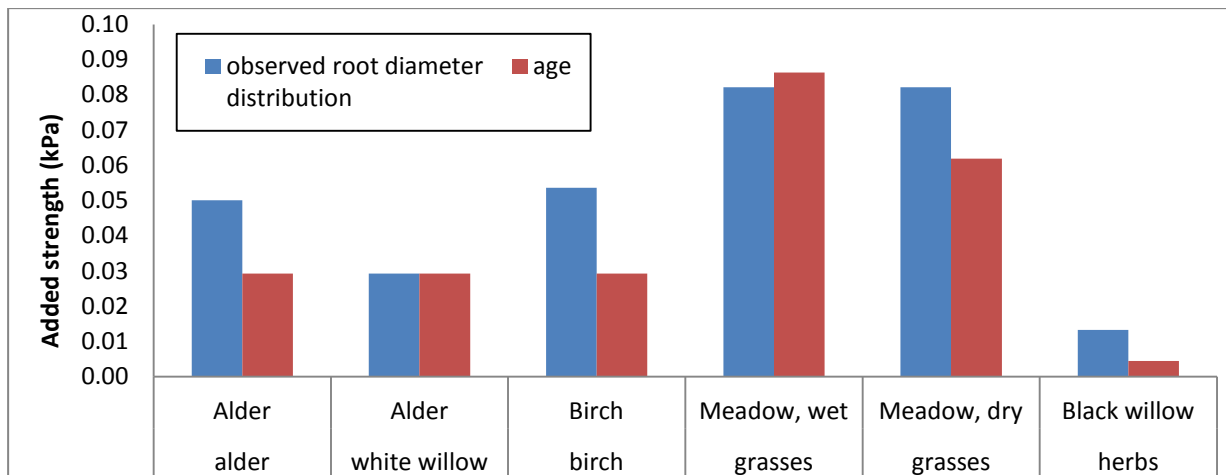 0.10
0.09
0.08
0.07
0.06
0.05
0.04
0.03
0.02
0.01
0.00
Added strength (kPa)
observed root diameter distribution
age
Alder
alder
Alder
white willow
Birch
birch
Meadow, wet
grasses
Meadow, dry
grasses
Black willow
herbs